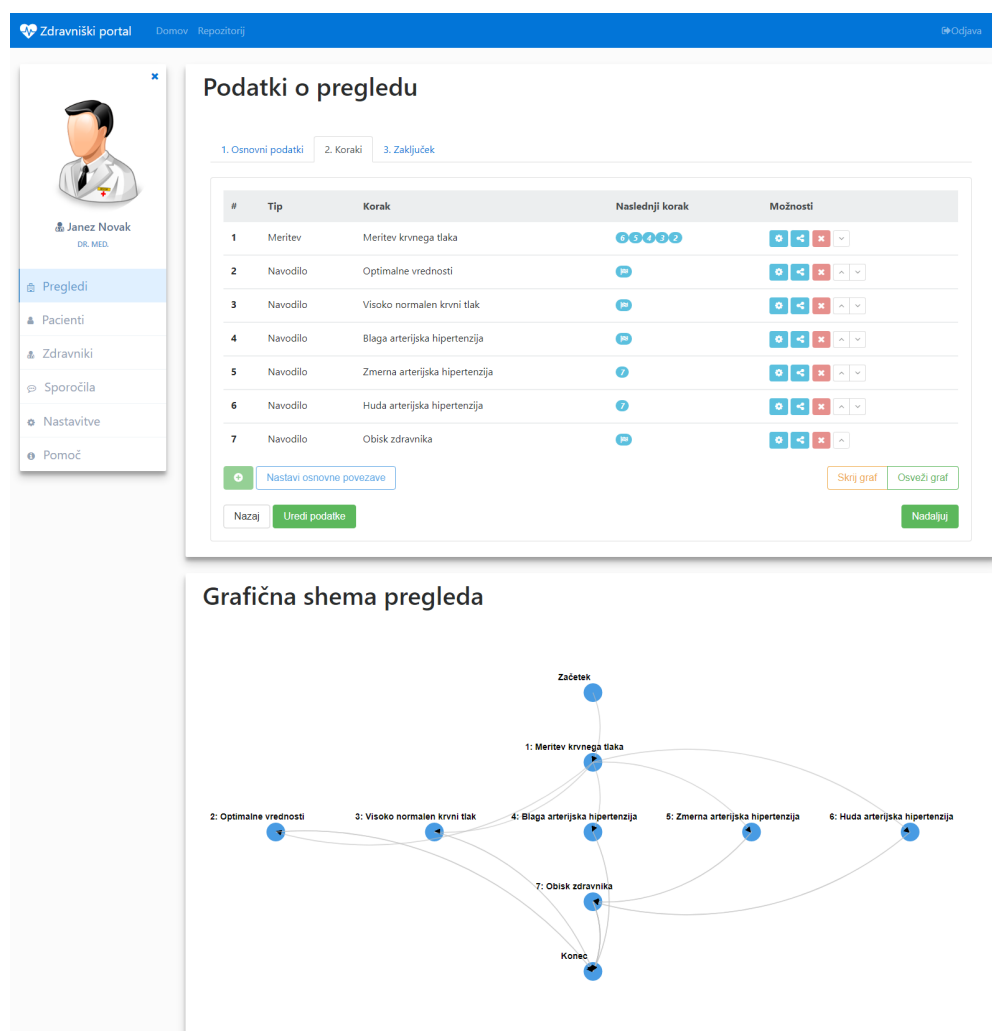 Zdravniški portal Domov Repozitorij Odjava
Janez Novak
DR. MED.
Pregledi
Pacienti
Zdravniki
Sporočila
Nastavitve
Pomoč
Podatki o pregledu
1. Osnovni podatki 2. Koraki 3. Zaključek
# Tip Korak Naslednji korak Možnosti
1 Meritev Meritev krvnega tlaka 6 5 4 3 2
2 Navodilo Optimalne vrednosti
3 Navodilo Visoko normalen krvni tlak
4 Navodilo Blaga arterijska hipertenzija
5 Navodilo Zmerna arterijska hipertenzija 7
6 Navodilo Huda arterijska hipertenzija 7
7 Navodilo Obisk zdravnika
Nastavi osnovne povezave Skrij graf Osveži graf
Nazaj Uredi podatke Nadaljuj
Grafična shema pregleda
Začetek
1: Meritev krvnega tlaka
2: Optimalne vrednosti 3: Visoko normalen krvni tlak 4: Blaga arterijska hipertenzija 5: Zmerna arterijska hipertenzija 6: Huda arterijska hipertenzija
7: Obisk zdravnika
Konec